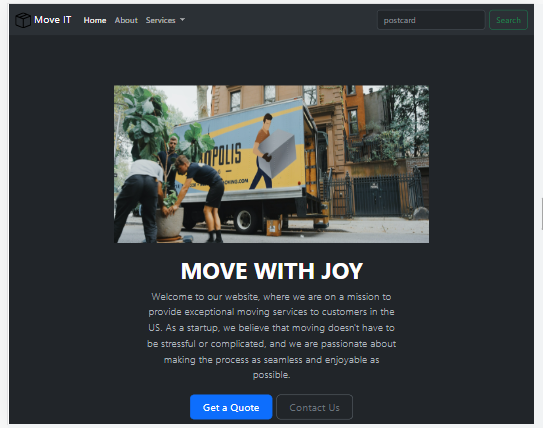 Move IT Home About Services postcard Search
OPOLIS
MOVE WITH JOY
Welcome to our website, where we are on a mission to
provide exceptional moving services to customers in the
US. As a startup, we believe that moving doesn't have to
be stressful or complicated, and we are passionate about
making the process as seamless and enjoyable as
possible.
Get a Quote Contact Us